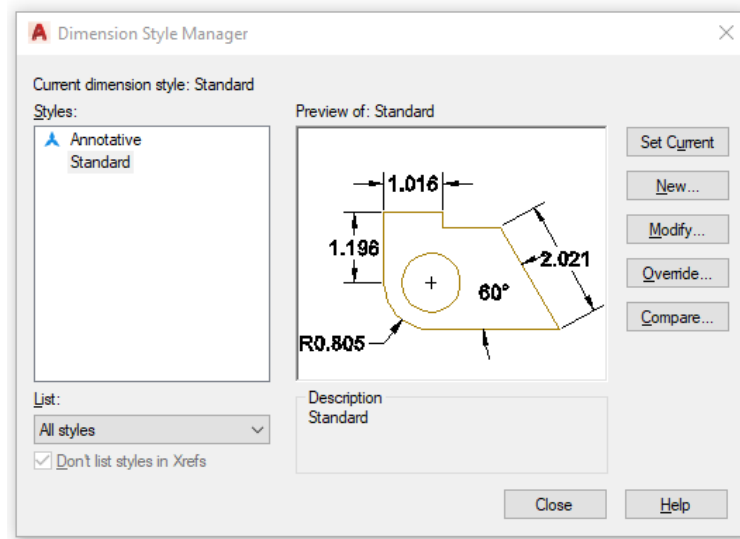 Dimension Style Manager
Current dimension style: Standard
Styles:
Annotative
Standard
Preview of: Standard
1.016
1.196
2.021
60°
R0.805
Set Current
New...
Modify...
Override...
Compare...
List:
All styles
Don't list styles in Xrefs
Description
Standard
Close
Help